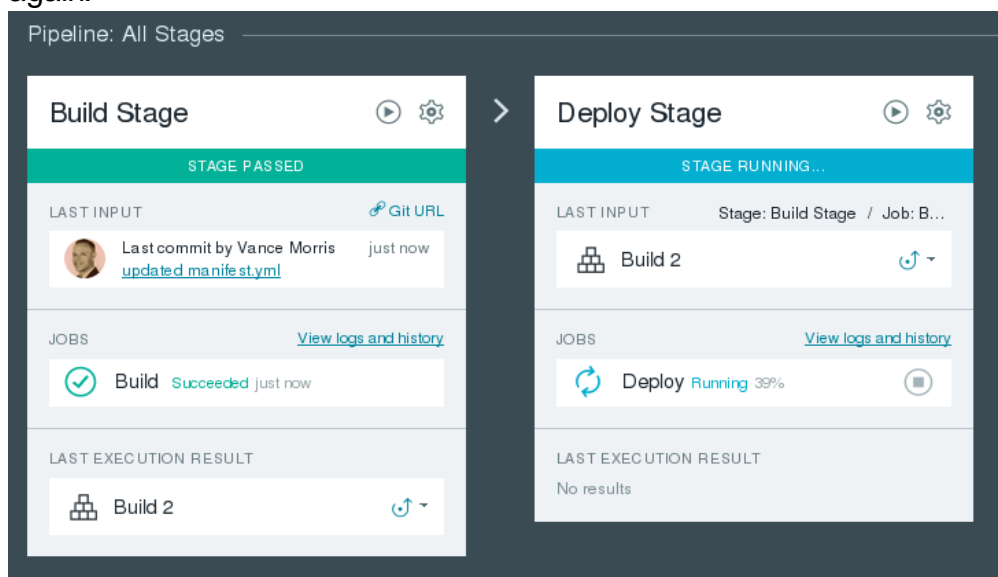 again.
Pipeline: All Stages
Build Stage
STAGE PASSED
LAST INPUT Git URL
Last commit by Vance Morris just now
updated manifest.yml
JOBS View logs and history
Build Succeeded just now
LAST EXECUTION RESULT
Build 2
Deploy Stage
STAGE RUNNING...
LAST INPUT Stage: Build Stage / Job: B...
Build 2
JOBS View logs and history
Deploy Running 39%
LAST EXECUTION RESULT
No results